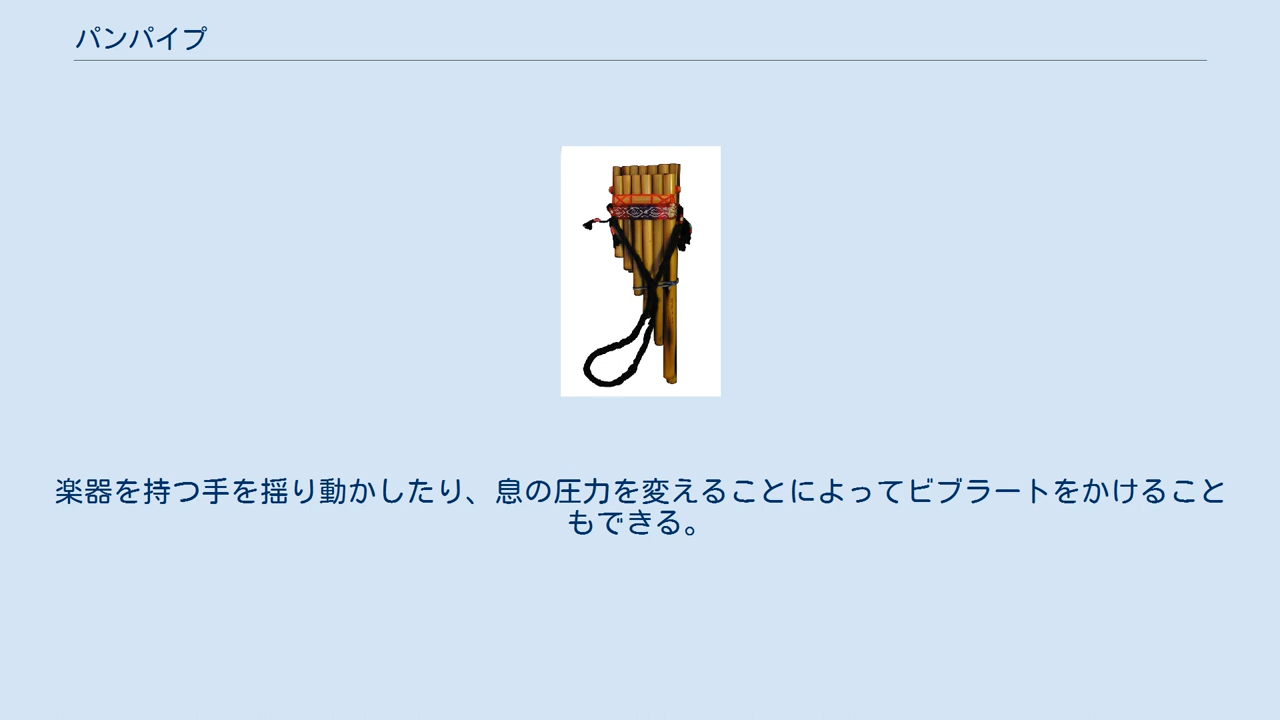 パンパイプ
楽器を持つ手を揺り動かしたり、息の圧力を変えることによってビブラートをかけること
もできる。